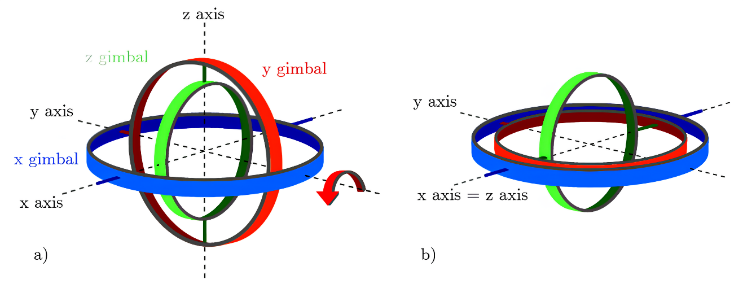 z axis
z gimbal
y gimbal
y axis
x gimbal
x axis
a)
y axis
x axis = z axis
b)